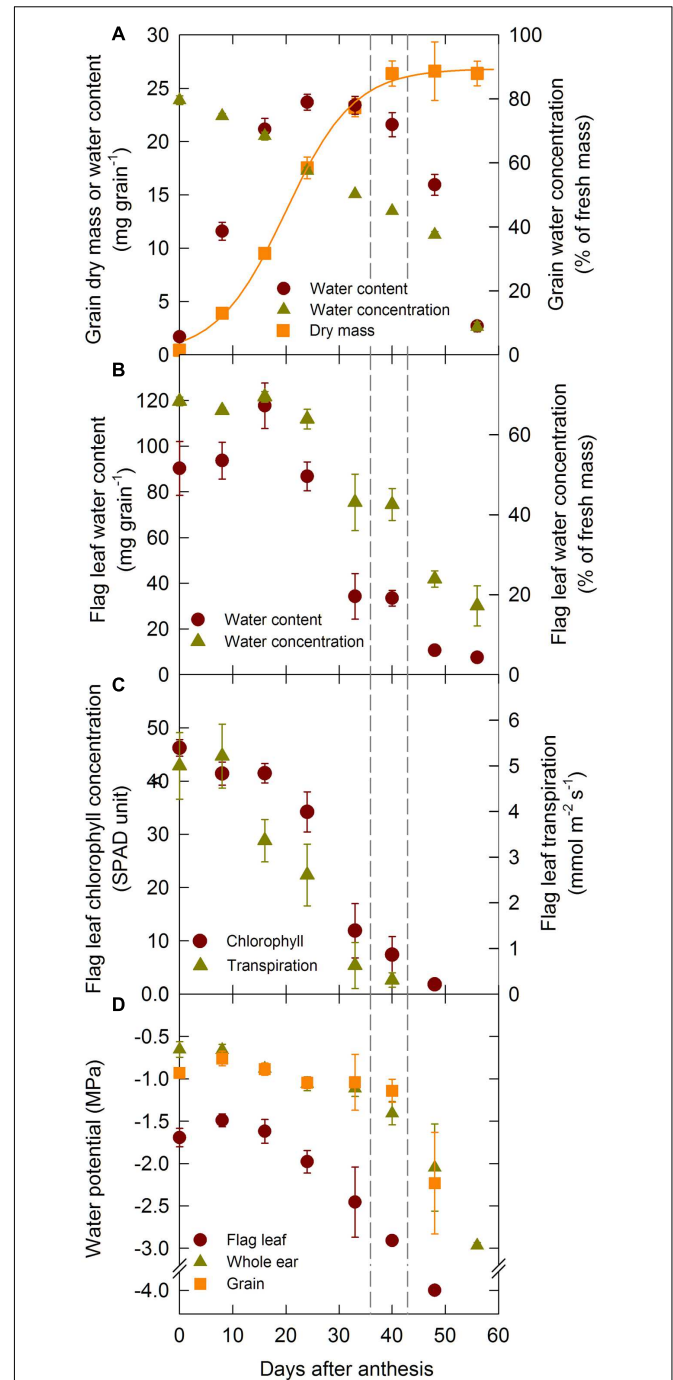 A
30
25
20
15
10
5
0
Grain dry mass or water content
(mg grain-1)
100
80
60
40
20
0
Grain water concentration
(% of fresh mass)
Water content
Water concentration
Dry mass
B
120
100
80
60
40
20
0
Flag leaf water content
(mg grain-1)
60
40
20
0
Flag leaf water concentration
(% of fresh mass)
Water content
Water concentration
C
50
40
30
20
10
0.0
Flag leaf chlorophyll concentration
(SPAD unit)
6
5
4
3
2
1
0
Flag leaf transpiration
(mmol m-2 s-1)
Chlorophyll
Transpiration
D
-0.5
-1.0
-1.5
-2.0
-2.5
-3.0
-4.0
Water potential (MPa)
Flag leaf
Whole ear
Grain
0 10 20 30 40 50 60
Days after anthesis